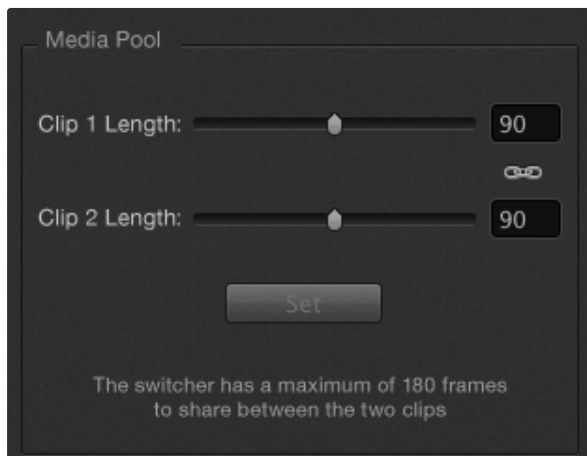 Media Pool
Clip 1 Length: 90
Clip 2 Length: 90
Set
The switcher has a maximum of 180 frames
to share between the two clips